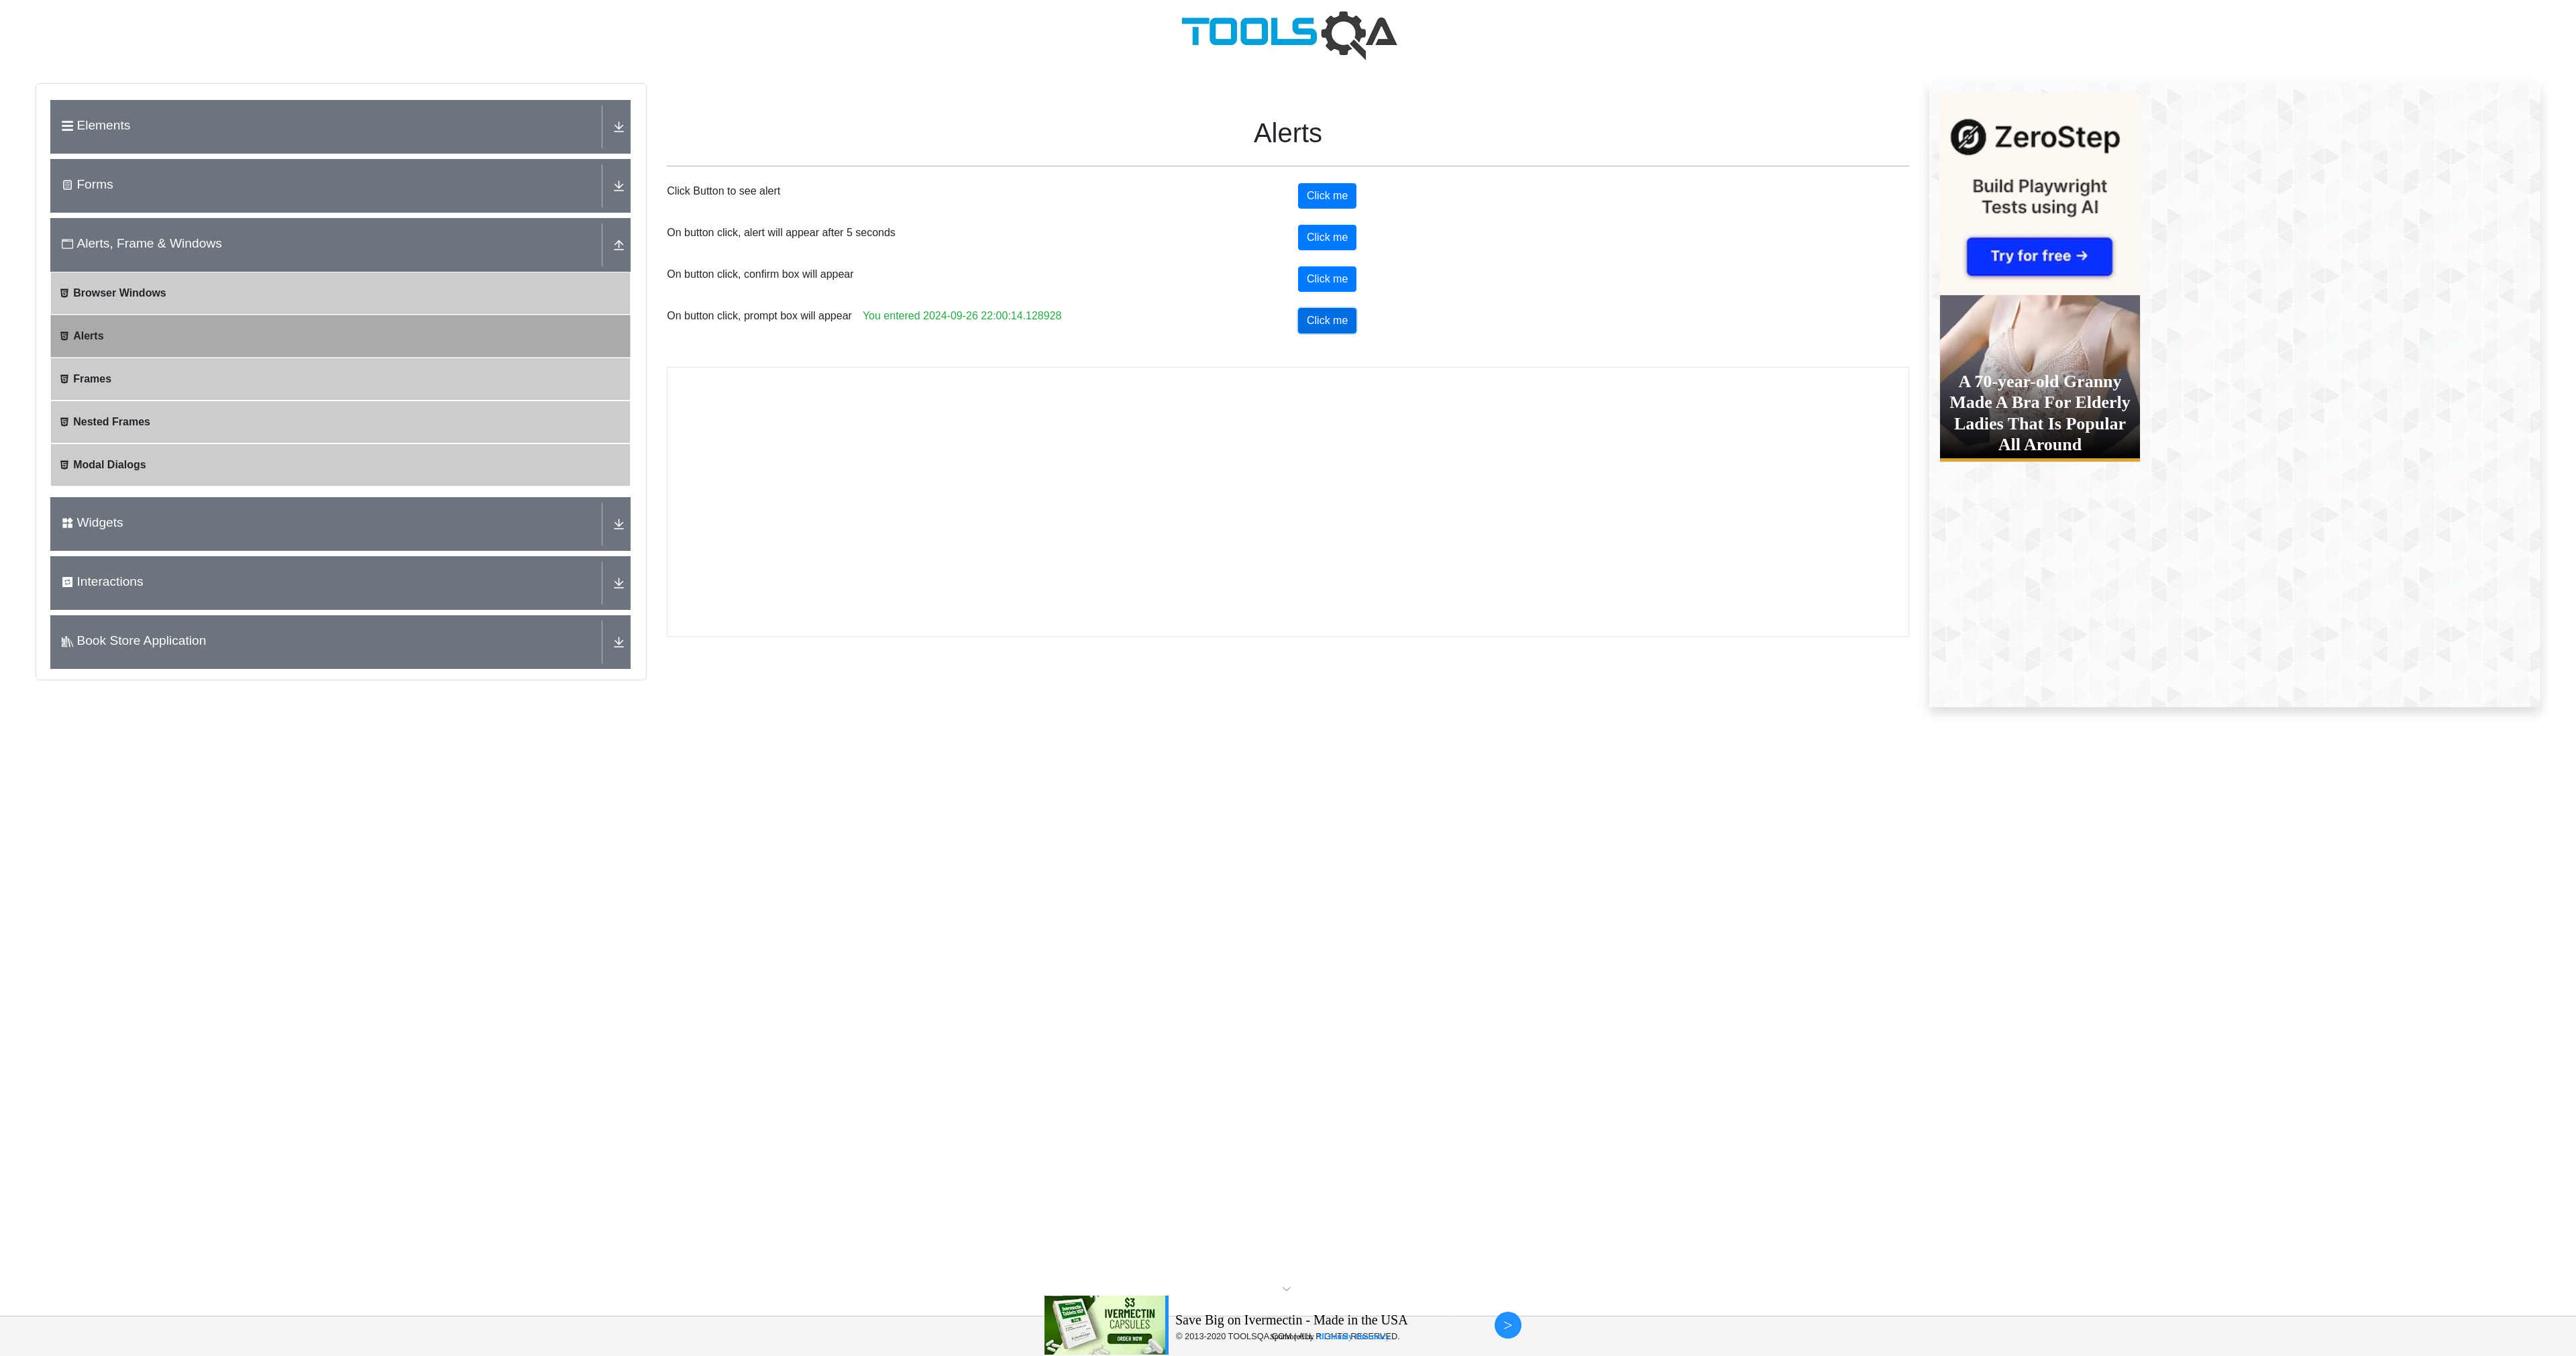 TOOLSQA
Elements
Forms
Alerts, Frame & Windows
Browser Windows
Alerts
Frames
Nested Frames
Modal Dialogs
Widgets
Interactions
Book Store Application
Alerts
Click Button to see alert
Click me
On button click, alert will appear after 5 seconds
Click me
On button click, confirm box will appear
Click me
On button click, prompt box will appear You entered 2024-09-26 22:00:14.128928
Click me
ZeroStep
Build Playwright
Tests using AI
Try for free →
A 70-year-old Granny
Made A Bra For Elderly
Ladies That Is Popular
All Around
$3
IVERMECTIN
CAPSULES
ORDER NOW
Save Big on Ivermectin - Made in the USA
© 2013-2020 TOOLSQA.COM | ALL RIGHTS RESERVED.
>